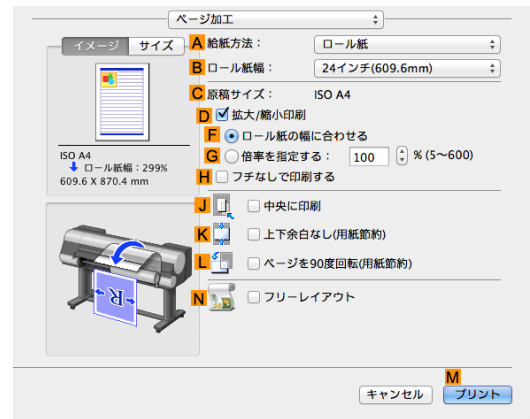 ページ加工
イメージ サイズ
A 給紙方法： ロール紙
B ロール紙幅： 24インチ(609.6mm)
C 原稿サイズ： ISO A4
D 拡大/縮小印刷
F ロール紙の幅に合わせる
G 倍率を指定する： 100 % (5〜600)
H フチなしで印刷する
ISO A4
ロール紙幅：299%
609.6 X 870.4 mm
J 中央に印刷
K 上下余白なし(用紙節約)
L ページを90度回転(用紙節約)
N フリーレイアウト
R
M
キャンセル プリント